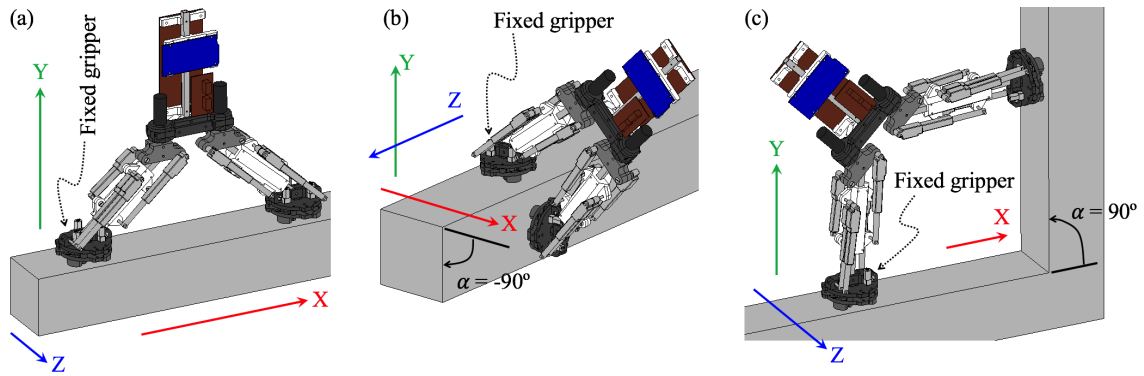 (a)
Fixed gripper
Y
X
Z
(b)
Fixed gripper
Z
Y
X
𝛼 = -90º
(c)
Y
Fixed gripper
X
𝛼 = 90º
Z